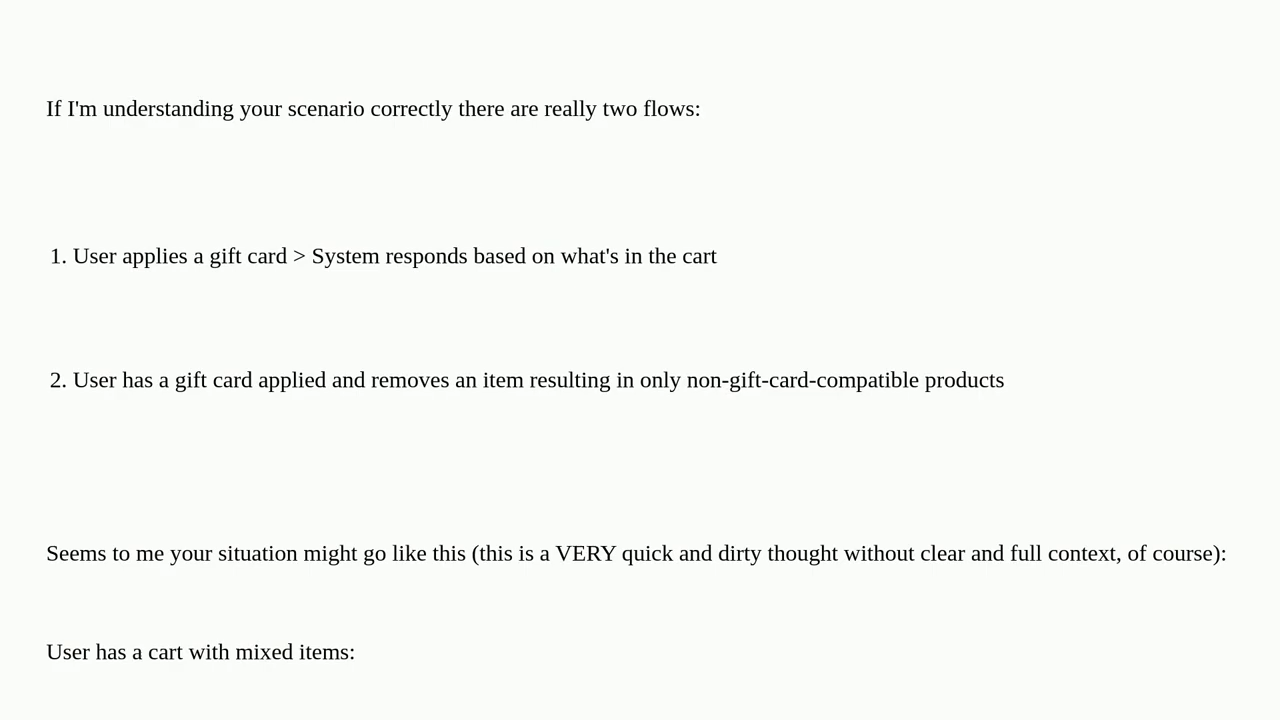 If I'm understanding your scenario correctly there are really two flows:
1. User applies a gift card > System responds based on what's in the cart
2. User has a gift card applied and removes an item resulting in only non-gift-card-compatible products
Seems to me your situation might go like this (this is a VERY quick and dirty thought without clear and full context, of course):
User has a cart with mixed items: